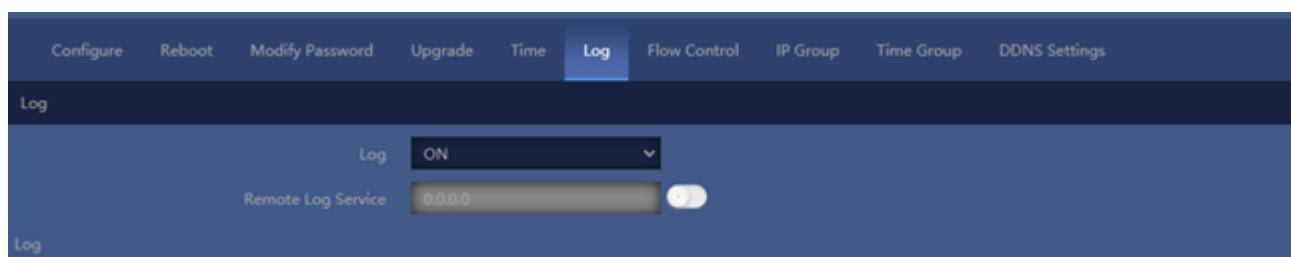 Configure Reboot Modify Password Upgrade Time Log Flow Control IP Group Time Group DDNS Settings
Log
Log ON
Remote Log Service 0.0.0.0
Log